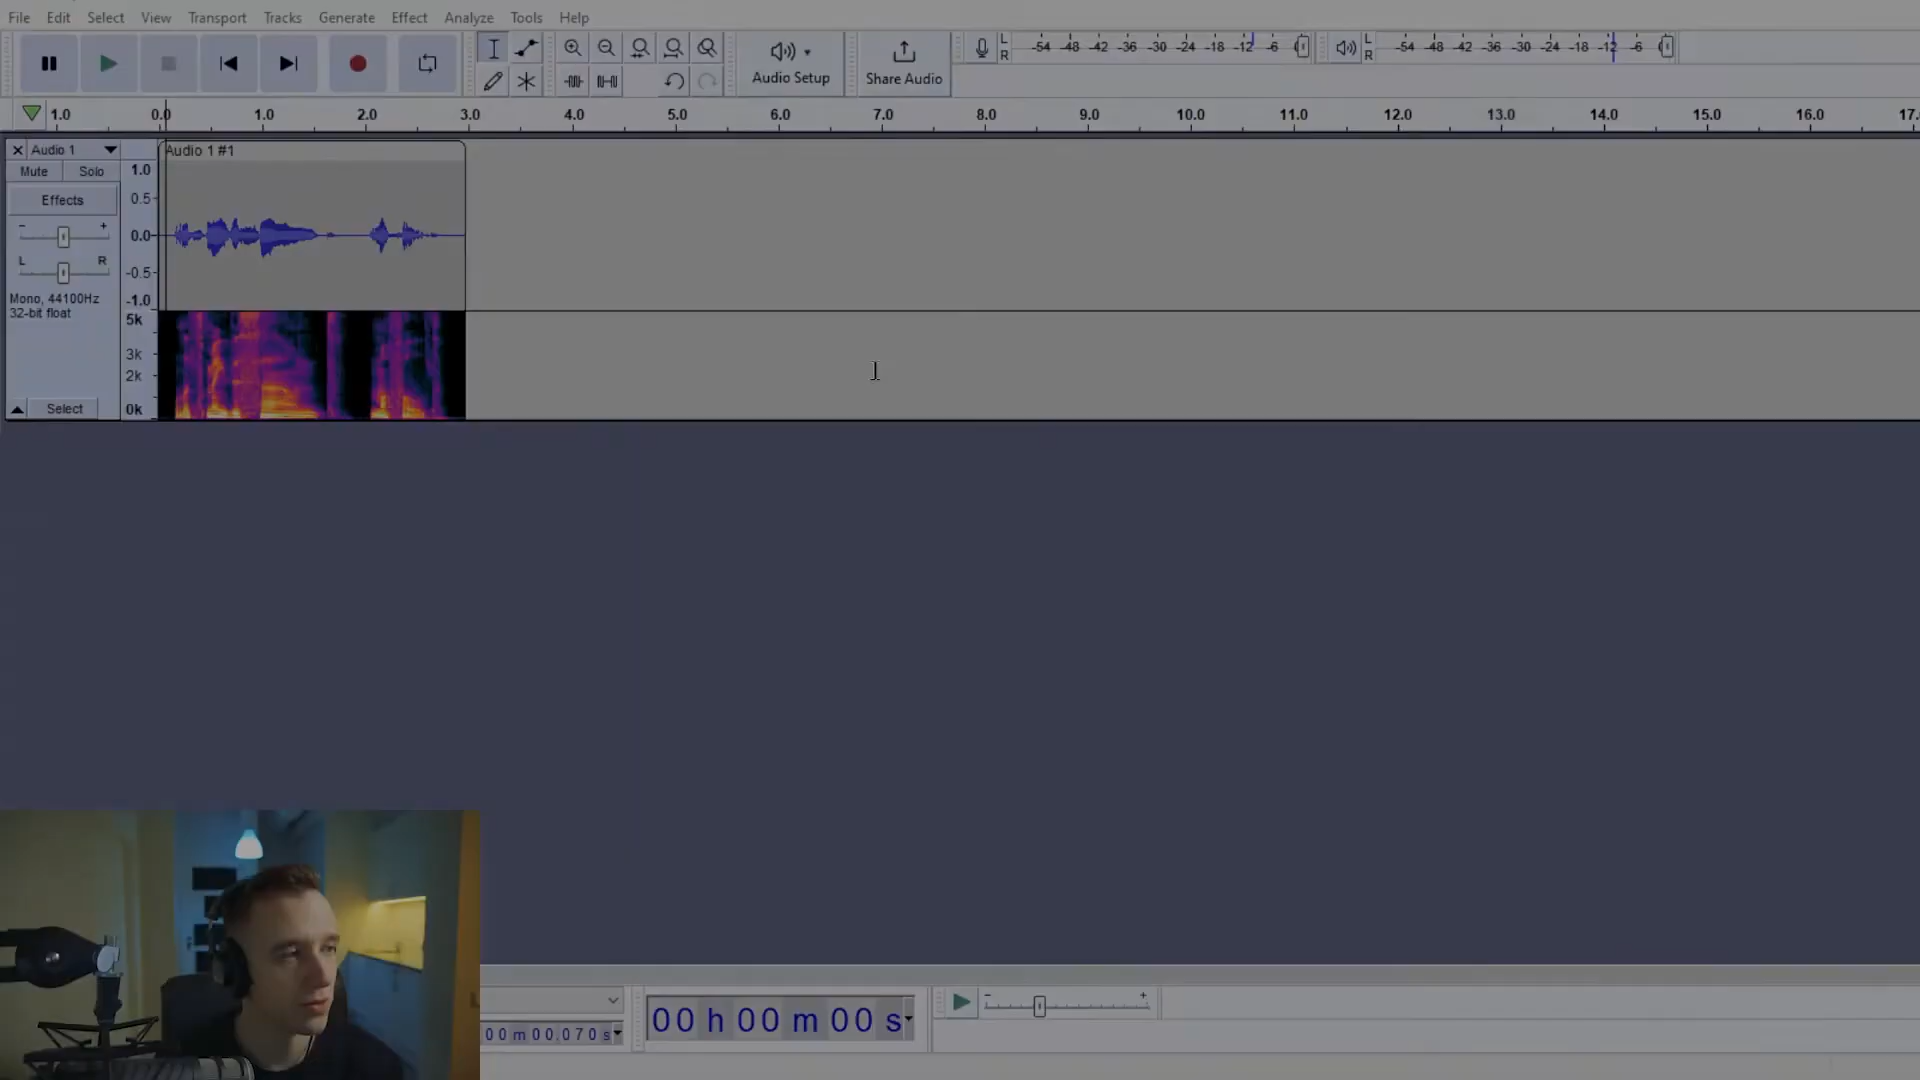 File Edit Select View Transport Tracks Generate Effect Analyze Tools Help
Audio Setup
Share Audio
L
R
-54 -48 -42 -36 -30 -24 -18 -12 -6
L
R
-54 -48 -42 -36 -30 -24 -18 -12 -6
1.0 0.0 1.0 2.0 3.0 4.0 5.0 6.0 7.0 8.0 9.0 10.0 11.0 12.0 13.0 14.0 15.0 16.0 17.
Audio 1
Audio 1 #1
Mute Solo
Effects
- +
L R
Mono, 44100Hz
32-bit float
Select
1.0
0.5
0.0
-0.5
-1.0
5k
3k
2k
0k
00 m 00.070 s
00 h 00 m 00 s
- +